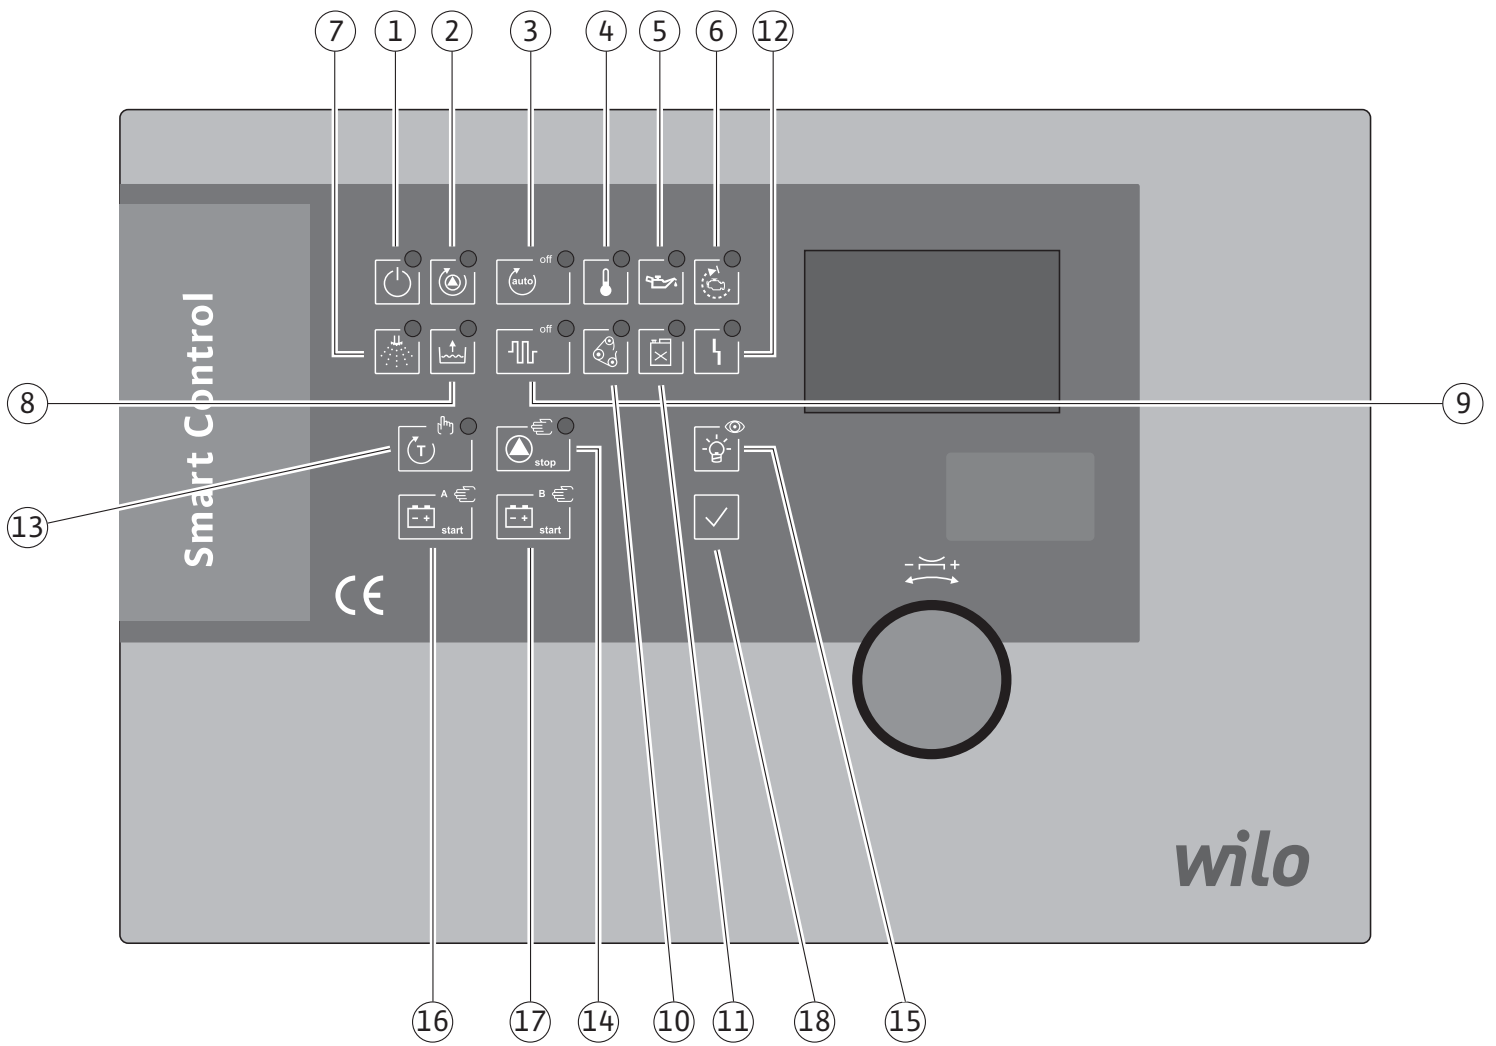 7 1 2 3 4 5 6 12
off
auto
off
8
9
T
stop
13
A
start
B
start
Smart Control
CE
- +
wilo
16 17 14 10 11 18 15